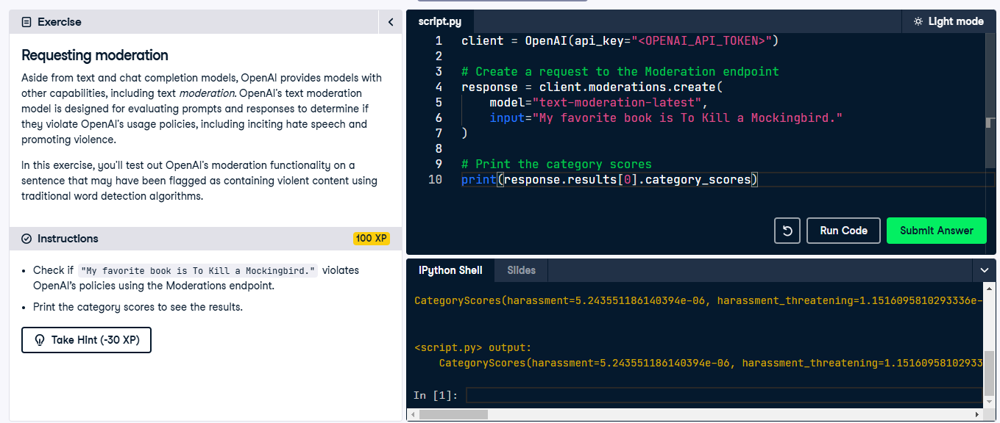 Exercise
Requesting moderation
Aside from text and chat completion models, OpenAI provides models with
other capabilities, including text moderation. OpenAI's text moderation
model is designed for evaluating prompts and responses to determine if
they violate OpenAI's usage policies, including inciting hate speech and
promoting violence.
In this exercise, you'll test out OpenAI's moderation functionality on a
sentence that may have been flagged as containing violent content using
traditional word detection algorithms.
Instructions
100 XP
Check if "My favorite book is To Kill a Mockingbird." violates
OpenAI’s policies using the Moderations endpoint.
Print the category scores to see the results.
Take Hint (-30 XP)
script.py
Light mode
1 client = OpenAI(api_key="<OPENAI_API_TOKEN>")
2
3 # Create a request to the Moderation endpoint
4 response = client.moderations.create(
5 model="text-moderation-latest",
6 input="My favorite book is To Kill a Mockingbird."
7 )
8
9 # Print the category scores
10 print(response.results[0].category_scores)
Run Code
Submit Answer
IPython Shell
Slides
CategoryScores(harassment=5.243551186140394e-06, harassment_threatening=1.1516095810293336e-
<script.py> output:
CategoryScores(harassment=5.243551186140394e-06, harassment_threatening=1.15160958102933
In [1]: